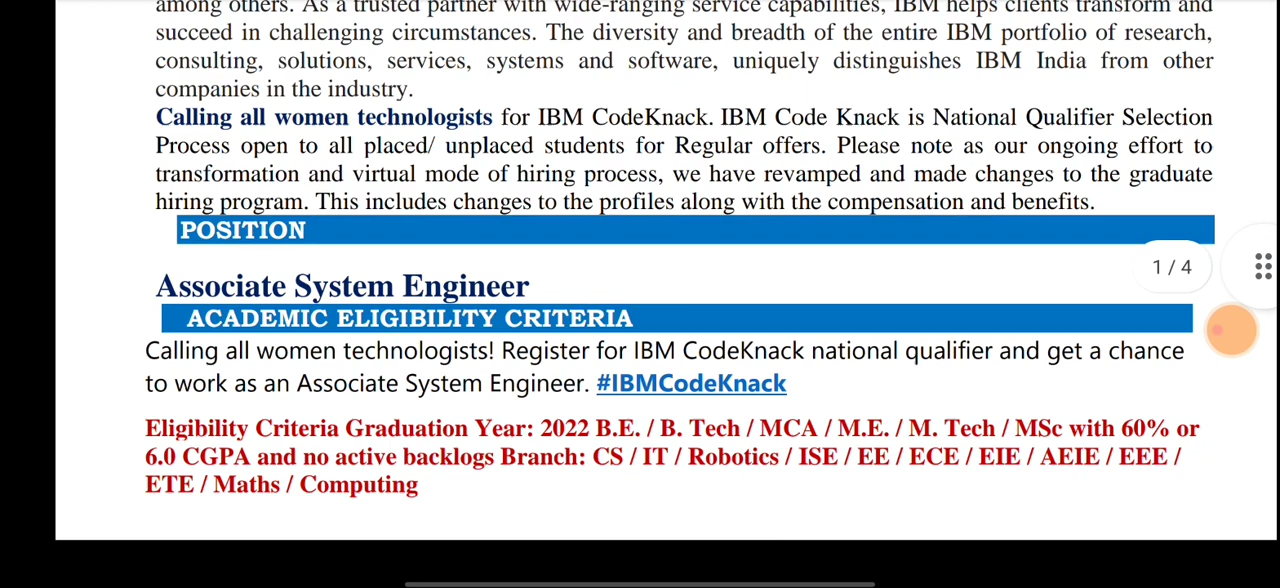 among others. As a trusted partner with wide-ranging service capabilities, IBM helps clients transform and
succeed in challenging circumstances. The diversity and breadth of the entire IBM portfolio of research,
consulting, solutions, services, systems and software, uniquely distinguishes IBM India from other
companies in the industry.
Calling all women technologists for IBM CodeKnack. IBM Code Knack is National Qualifier Selection
Process open to all placed/ unplaced students for Regular offers. Please note as our ongoing effort to
transformation and virtual mode of hiring process, we have revamped and made changes to the graduate
hiring program. This includes changes to the profiles along with the compensation and benefits.
POSITION
1 / 4
Associate System Engineer
ACADEMIC ELIGIBILITY CRITERIA
Calling all women technologists! Register for IBM CodeKnack national qualifier and get a chance
to work as an Associate System Engineer. #IBMCodeKnack
Eligibility Criteria Graduation Year: 2022 B.E. / B. Tech / MCA / M.E. / M. Tech / MSc with 60% or
6.0 CGPA and no active backlogs Branch: CS / IT / Robotics / ISE / EE / ECE / EIE / AEIE / EEE /
ETE / Maths / Computing